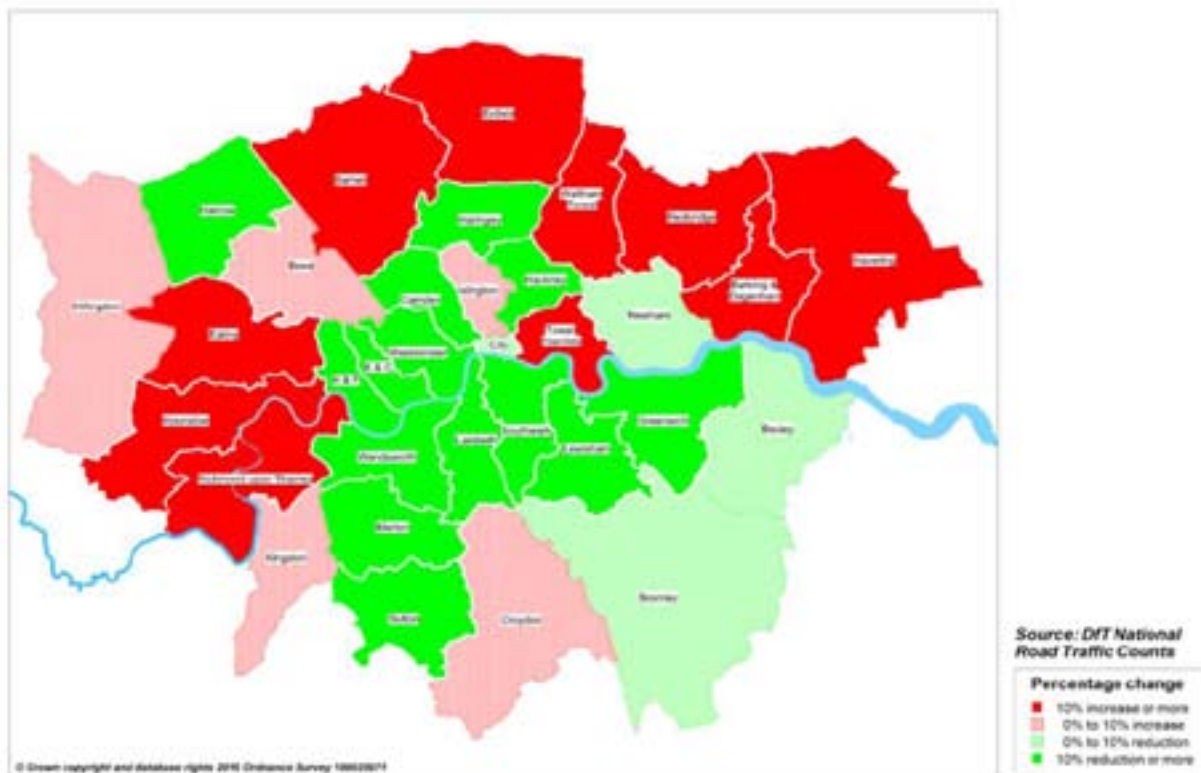 Enfield
Barnet
Waltham
Forest
Redbridge
Harrow
Haringey
Havering
Brent
Hackney
Barking &
Dagenham
Hillingdon
Camden
Islington
Newham
Ealing
Tower
Hamlets
City
Westminster
K & C
H & F
Hounslow
Greenwich
Southwark
Bexley
Lambeth
Wandsworth
Lewisham
Richmond upon Thames
Merton
Kingston
Bromley
Sutton
Croydon
Source: DfT National
Road Traffic Counts
Percentage change
10% increase or more
0% to 10% increase
0% to 10% reduction
10% reduction or more
© Crown copyright and database rights 2016 Ordnance Survey